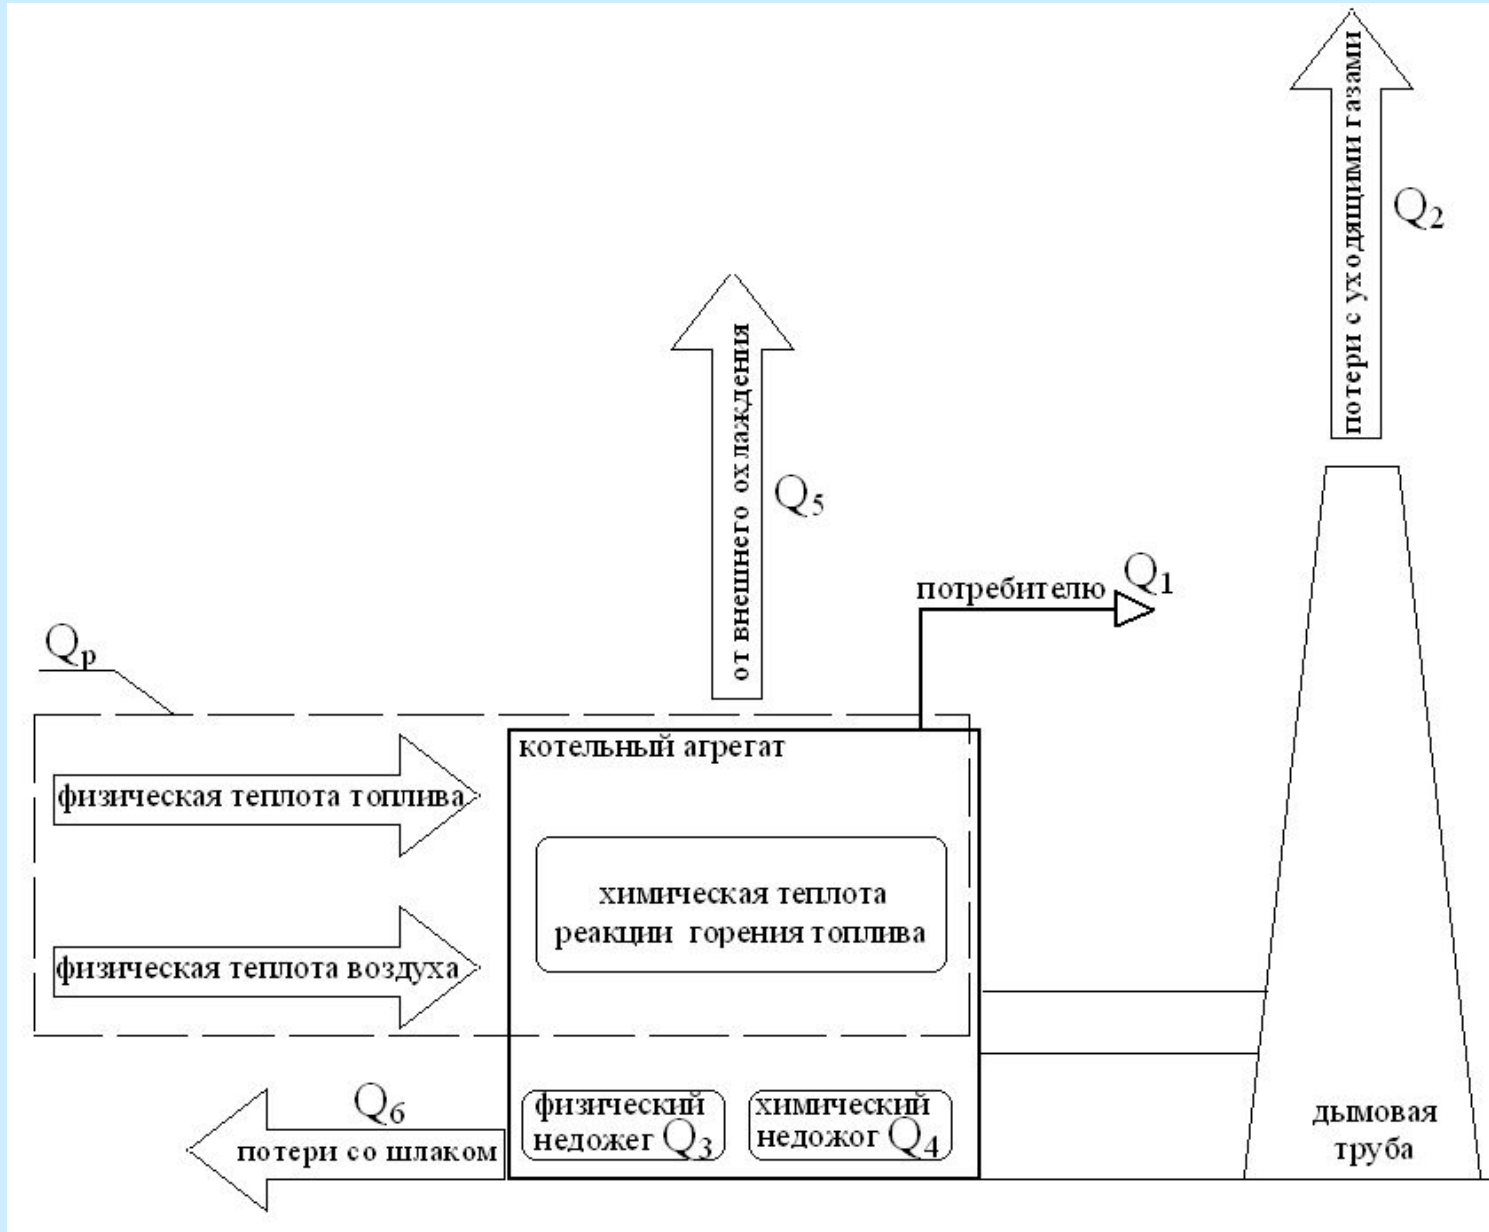 потери с уходящими газами
Q2
от внешнего охлаждения
Q5
потребителю
Q1
Qр
котельный агрегат
физическая теплота топлива
химическая теплота
реакции горения топлива
физическая теплота воздуха
Q6
потери со шлаком
физический
недожег Q3
химический
недожог Q4
дымовая
труба